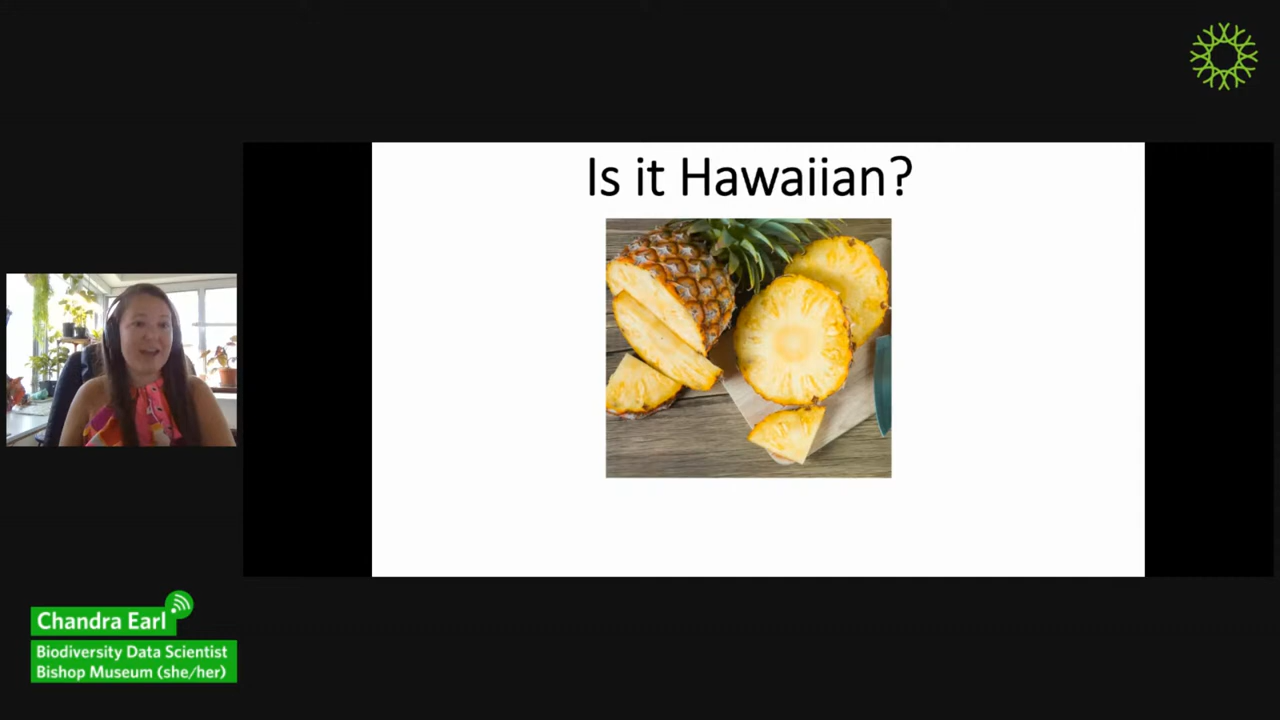 Is it Hawaiian?
Chandra Earl
Biodiversity Data Scientist
Bishop Museum (she/her)